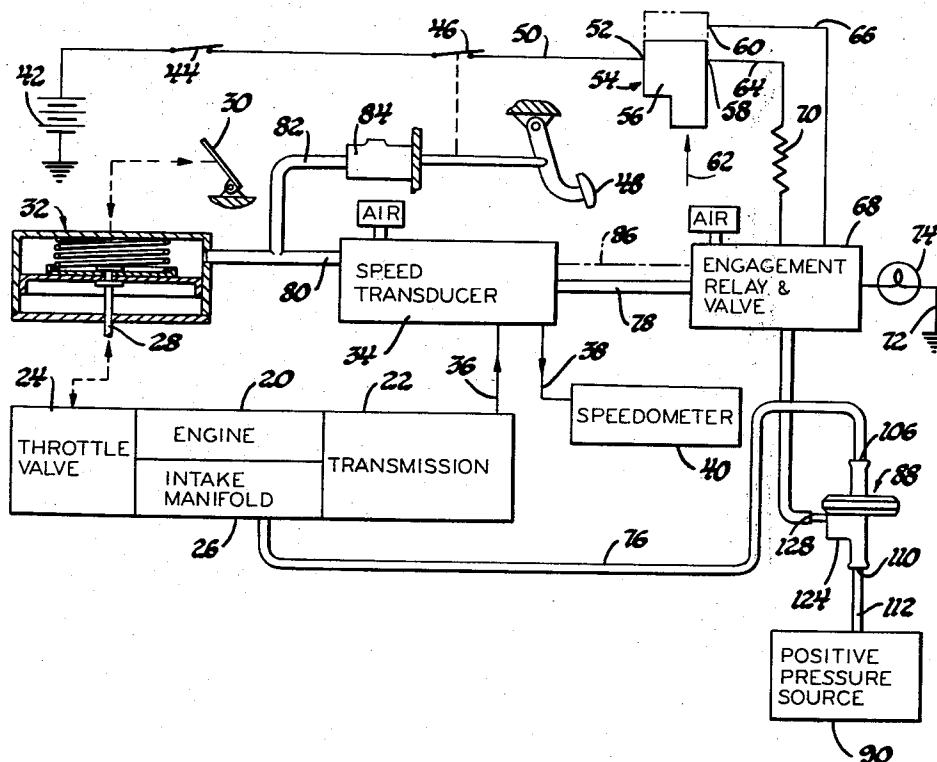 46
52
60
66
44
50
54
56
58
64
42
30
82
84
62
70
48
68
74
32
AIR
AIR
86
SPEED
TRANSDUCER
ENGAGEMENT
RELAY &
VALVE
80
78
72
28
34
36
38
24
20
22
SPEEDOMETER
THROTTLE
VALVE
ENGINE
INTAKE
MANIFOLD
TRANSMISSION
40
106
88
26
76
128
124
110
112
POSITIVE
PRESSURE
SOURCE
90